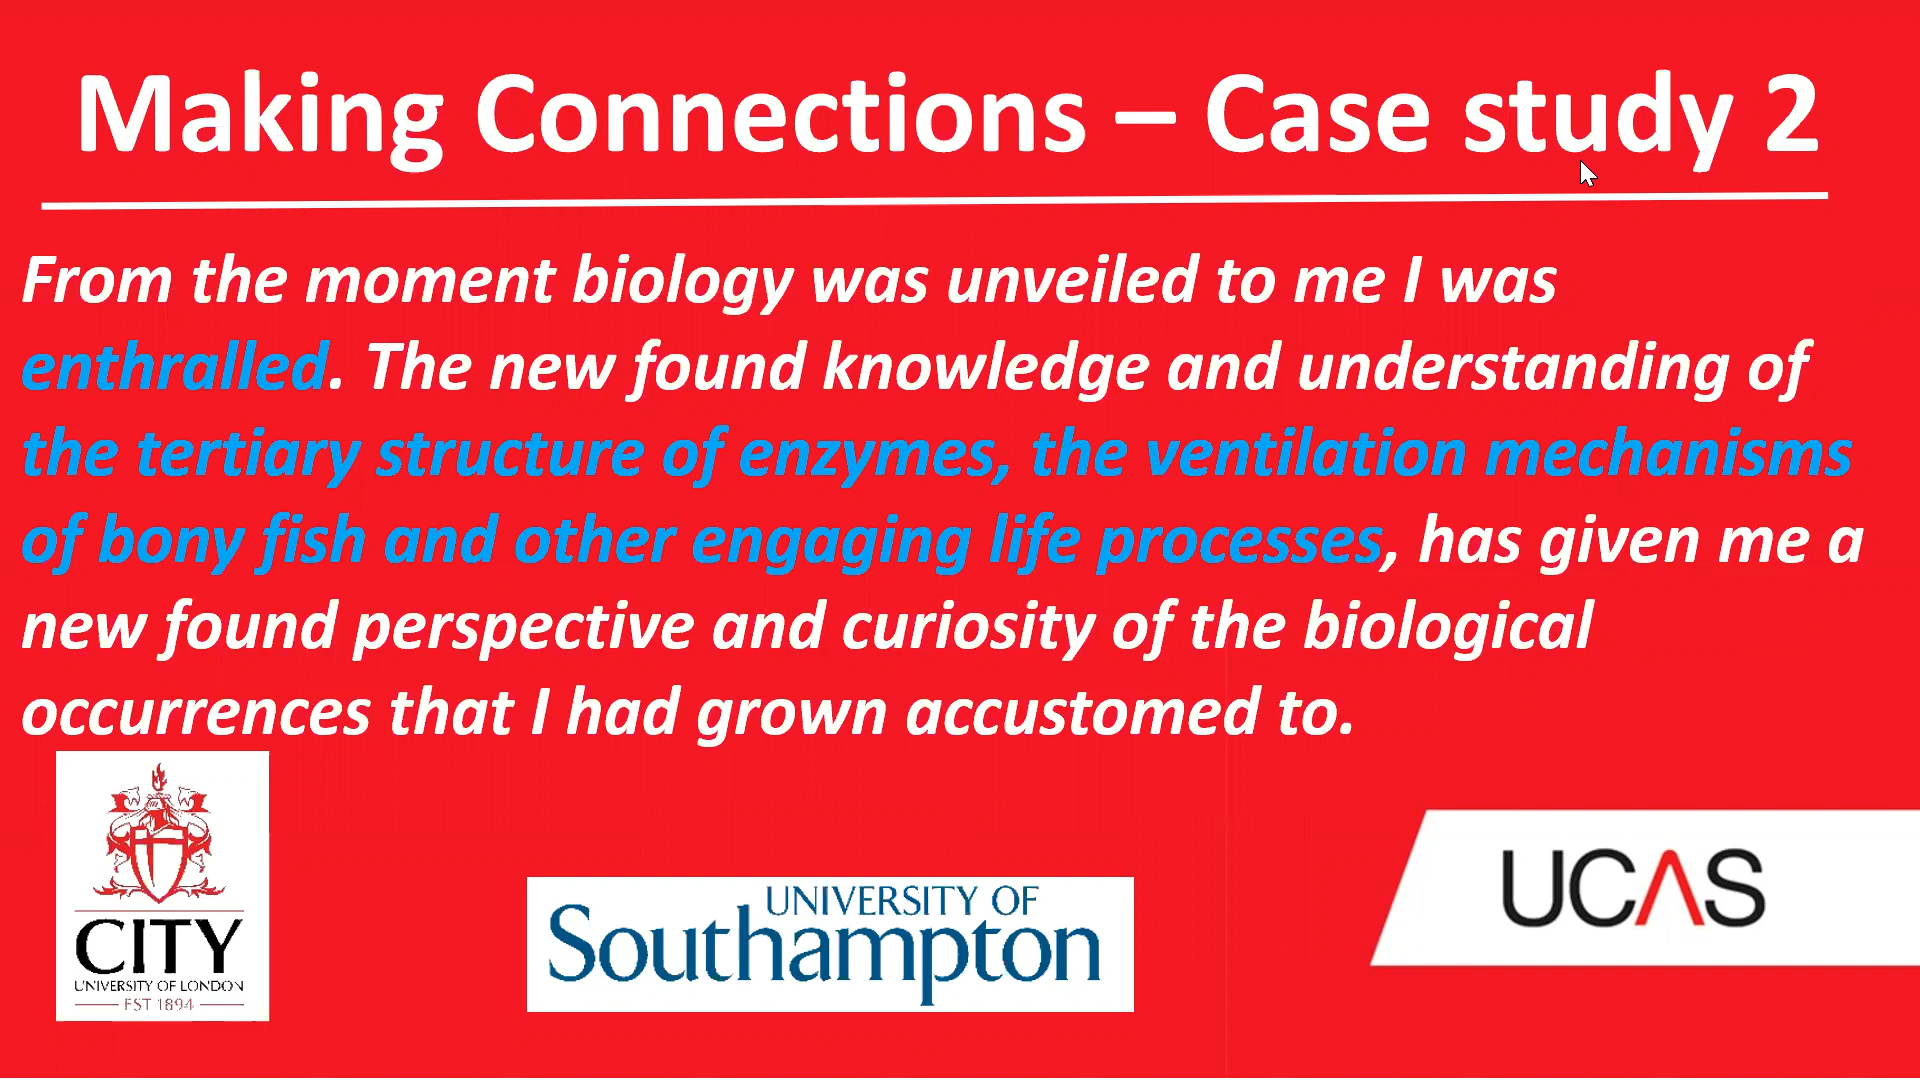 Making Connections – Case study 2
From the moment biology was unveiled to me I was
enthralled. The new found knowledge and understanding of
the tertiary structure of enzymes, the ventilation mechanisms
of bony fish and other engaging life processes, has given me a
new found perspective and curiosity of the biological
occurrences that I had grown accustomed to.
CITY
UNIVERSITY OF LONDON
EST 1894
UNIVERSITY OF
Southampton
UCAS